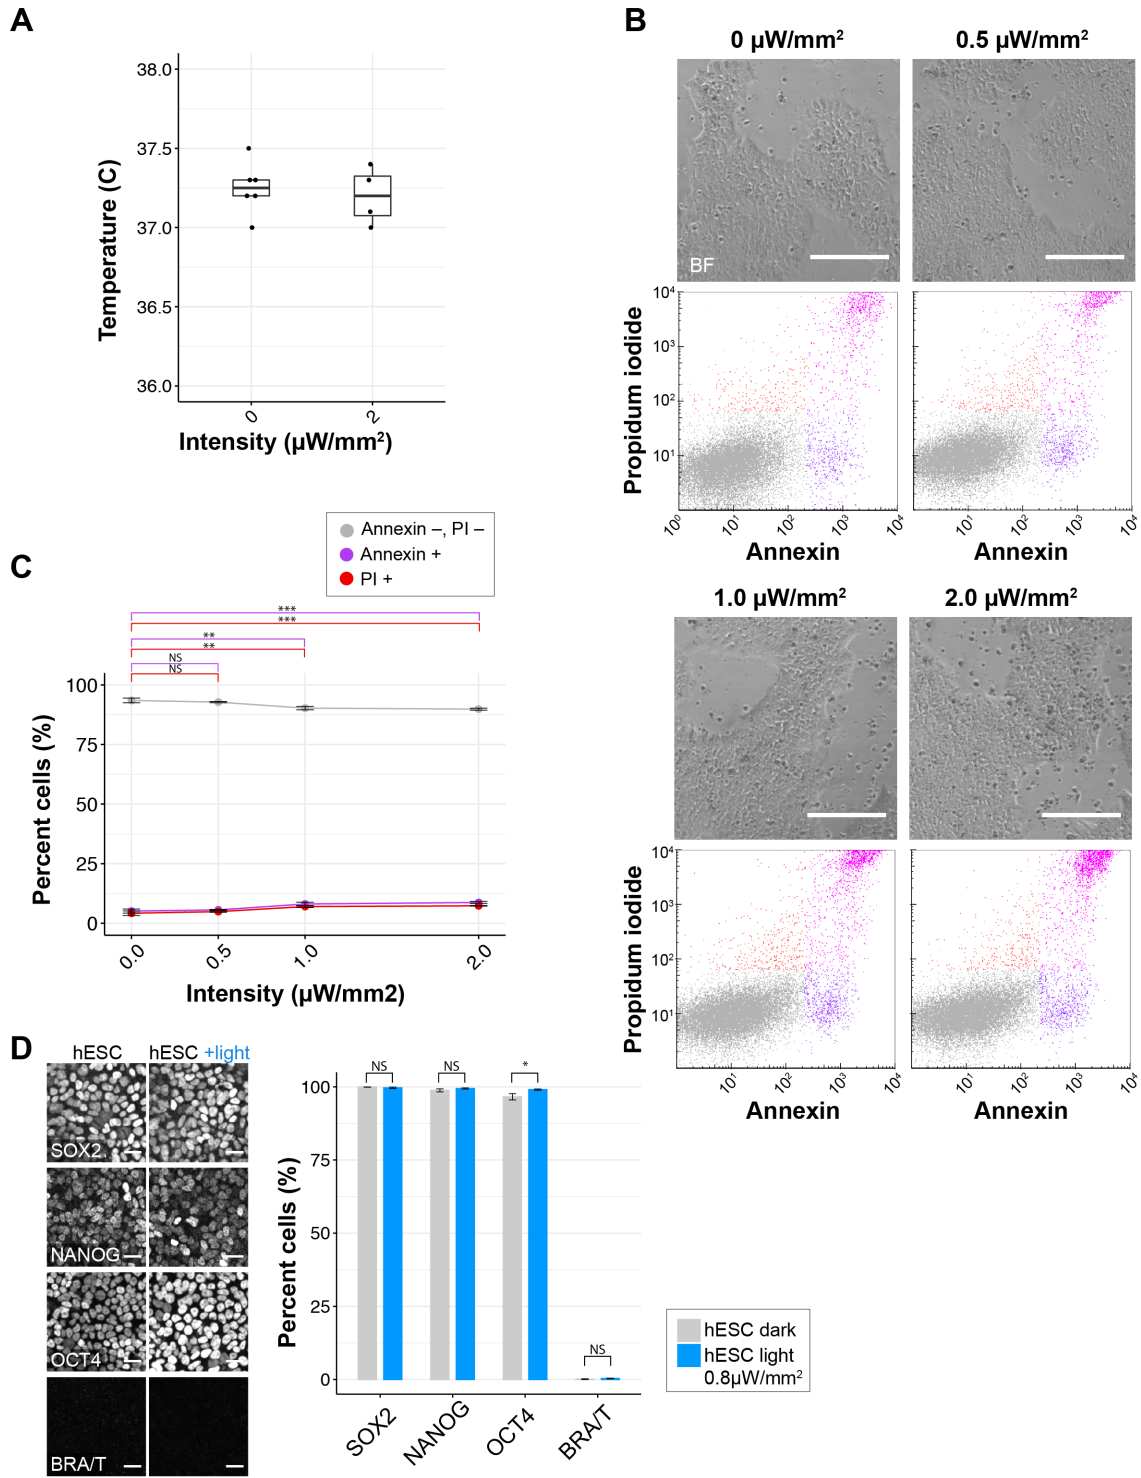 A
38.0
37.5
37.0
36.5
36.0
Temperature (C)
0
2
Intensity (µW/mm²)
B
0 µW/mm²
0.5 µW/mm²
BF
Propidum iodide
10⁴
10³
10²
10¹
10⁰
10¹
10²
10³
10⁴
10¹
10²
10³
10⁴
Annexin
Annexin
1.0 µW/mm²
2.0 µW/mm²
Propidum iodide
10⁴
10³
10²
10¹
10¹
10²
10³
10⁴
10¹
10²
10³
10⁴
Annexin
Annexin
C
Annexin –, PI –
Annexin +
PI +
***
***
**
**
NS
NS
100
75
50
25
0
Percent cells (%)
0.0
0.5
1.0
2.0
Intensity (µW/mm2)
D
hESC
hESC +light
SOX2
NANOG
OCT4
BRA/T
NS
NS
*
NS
100
75
50
25
0
Percent cells (%)
SOX2
NANOG
OCT4
BRA/T
hESC dark
hESC light
0.8µW/mm²